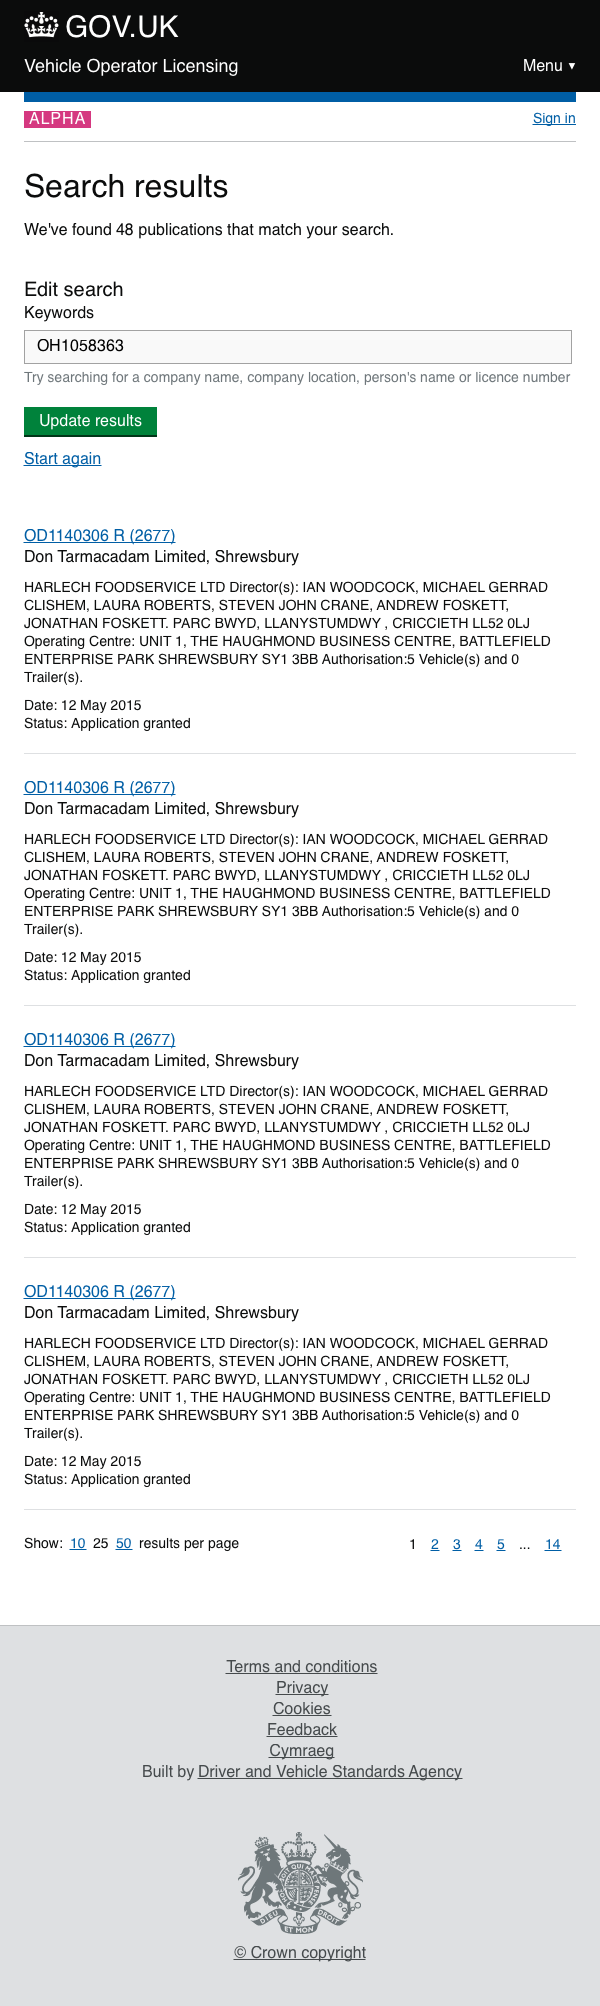 GOV.UK
Vehicle Operator Licensing
Menu ▼
ALPHA
Sign in
Search results
We've found 48 publications that match your search.
Edit search
Keywords
OH1058363
Try searching for a company name, company location, person's name or licence number
Update results
Start again
OD1140306 R (2677)
Don Tarmacadam Limited, Shrewsbury
HARLECH FOODSERVICE LTD Director(s): IAN WOODCOCK, MICHAEL GERRAD
CLISHEM, LAURA ROBERTS, STEVEN JOHN CRANE, ANDREW FOSKETT,
JONATHAN FOSKETT. PARC BWYD, LLANYSTUMDWY , CRICCIETH LL52 0LJ
Operating Centre: UNIT 1, THE HAUGHMOND BUSINESS CENTRE, BATTLEFIELD
ENTERPRISE PARK SHREWSBURY SY1 3BB Authorisation:5 Vehicle(s) and 0
Trailer(s).
Date: 12 May 2015
Status: Application granted
OD1140306 R (2677)
Don Tarmacadam Limited, Shrewsbury
HARLECH FOODSERVICE LTD Director(s): IAN WOODCOCK, MICHAEL GERRAD
CLISHEM, LAURA ROBERTS, STEVEN JOHN CRANE, ANDREW FOSKETT,
JONATHAN FOSKETT. PARC BWYD, LLANYSTUMDWY , CRICCIETH LL52 0LJ
Operating Centre: UNIT 1, THE HAUGHMOND BUSINESS CENTRE, BATTLEFIELD
ENTERPRISE PARK SHREWSBURY SY1 3BB Authorisation:5 Vehicle(s) and 0
Trailer(s).
Date: 12 May 2015
Status: Application granted
OD1140306 R (2677)
Don Tarmacadam Limited, Shrewsbury
HARLECH FOODSERVICE LTD Director(s): IAN WOODCOCK, MICHAEL GERRAD
CLISHEM, LAURA ROBERTS, STEVEN JOHN CRANE, ANDREW FOSKETT,
JONATHAN FOSKETT. PARC BWYD, LLANYSTUMDWY , CRICCIETH LL52 0LJ
Operating Centre: UNIT 1, THE HAUGHMOND BUSINESS CENTRE, BATTLEFIELD
ENTERPRISE PARK SHREWSBURY SY1 3BB Authorisation:5 Vehicle(s) and 0
Trailer(s).
Date: 12 May 2015
Status: Application granted
OD1140306 R (2677)
Don Tarmacadam Limited, Shrewsbury
HARLECH FOODSERVICE LTD Director(s): IAN WOODCOCK, MICHAEL GERRAD
CLISHEM, LAURA ROBERTS, STEVEN JOHN CRANE, ANDREW FOSKETT,
JONATHAN FOSKETT. PARC BWYD, LLANYSTUMDWY , CRICCIETH LL52 0LJ
Operating Centre: UNIT 1, THE HAUGHMOND BUSINESS CENTRE, BATTLEFIELD
ENTERPRISE PARK SHREWSBURY SY1 3BB Authorisation:5 Vehicle(s) and 0
Trailer(s).
Date: 12 May 2015
Status: Application granted
Show: 10 25 50 results per page
1 2 3 4 5 ... 14
Terms and conditions
Privacy
Cookies
Feedback
Cymraeg
Built by Driver and Vehicle Standards Agency
DIEU ET MON DROIT
© Crown copyright